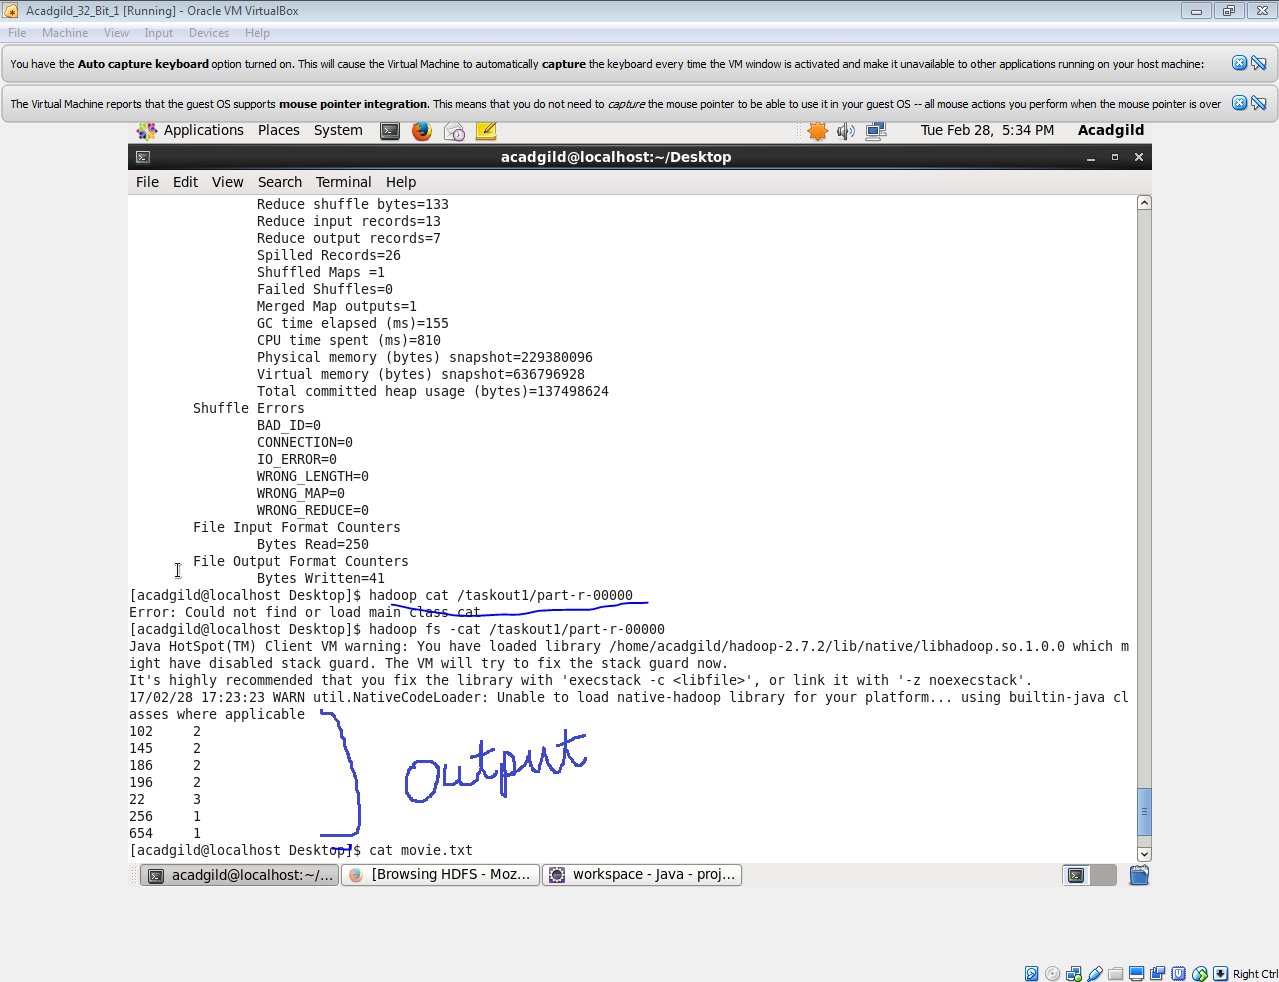 Acadgild_32_Bit_1 [Running] - Oracle VM VirtualBox
File Machine View Input Devices Help
You have the Auto capture keyboard option turned on. This will cause the Virtual Machine to automatically capture the keyboard every time the VM window is activated and make it unavailable to other applications running on your host machine:
The Virtual Machine reports that the guest OS supports mouse pointer integration. This means that you do not need to capture the mouse pointer to be able to use it in your guest OS -- all mouse actions you perform when the mouse pointer is over
Applications Places System Tue Feb 28, 5:34 PM Acadgild
acadgild@localhost:~/Desktop
File Edit View Search Terminal Help
Reduce shuffle bytes=133
Reduce input records=13
Reduce output records=7
Spilled Records=26
Shuffled Maps =1
Failed Shuffles=0
Merged Map outputs=1
GC time elapsed (ms)=155
CPU time spent (ms)=810
Physical memory (bytes) snapshot=229380096
Virtual memory (bytes) snapshot=636796928
Total committed heap usage (bytes)=137498624
Shuffle Errors
BAD_ID=0
CONNECTION=0
IO_ERROR=0
WRONG_LENGTH=0
WRONG_MAP=0
WRONG_REDUCE=0
File Input Format Counters
Bytes Read=250
File Output Format Counters
Bytes Written=41
[acadgild@localhost Desktop]$ hadoop cat /taskout1/part-r-00000
Error: Could not find or load main class cat
[acadgild@localhost Desktop]$ hadoop fs -cat /taskout1/part-r-00000
Java HotSpot(TM) Client VM warning: You have loaded library /home/acadgild/hadoop-2.7.2/lib/native/libhadoop.so.1.0.0 which m
ight have disabled stack guard. The VM will try to fix the stack guard now.
It's highly recommended that you fix the library with 'execstack -c <libfile>', or link it with '-z noexecstack'.
17/02/28 17:23:23 WARN util.NativeCodeLoader: Unable to load native-hadoop library for your platform... using builtin-java cl
asses where applicable
102 2
145 2
186 2
196 2
22 3
256 1
654 1
output
[acadgild@localhost Desktop]$ cat movie.txt
acadgild@localhost:~/... [Browsing HDFS - Moz... workspace - Java - proj...
Right Ctrl